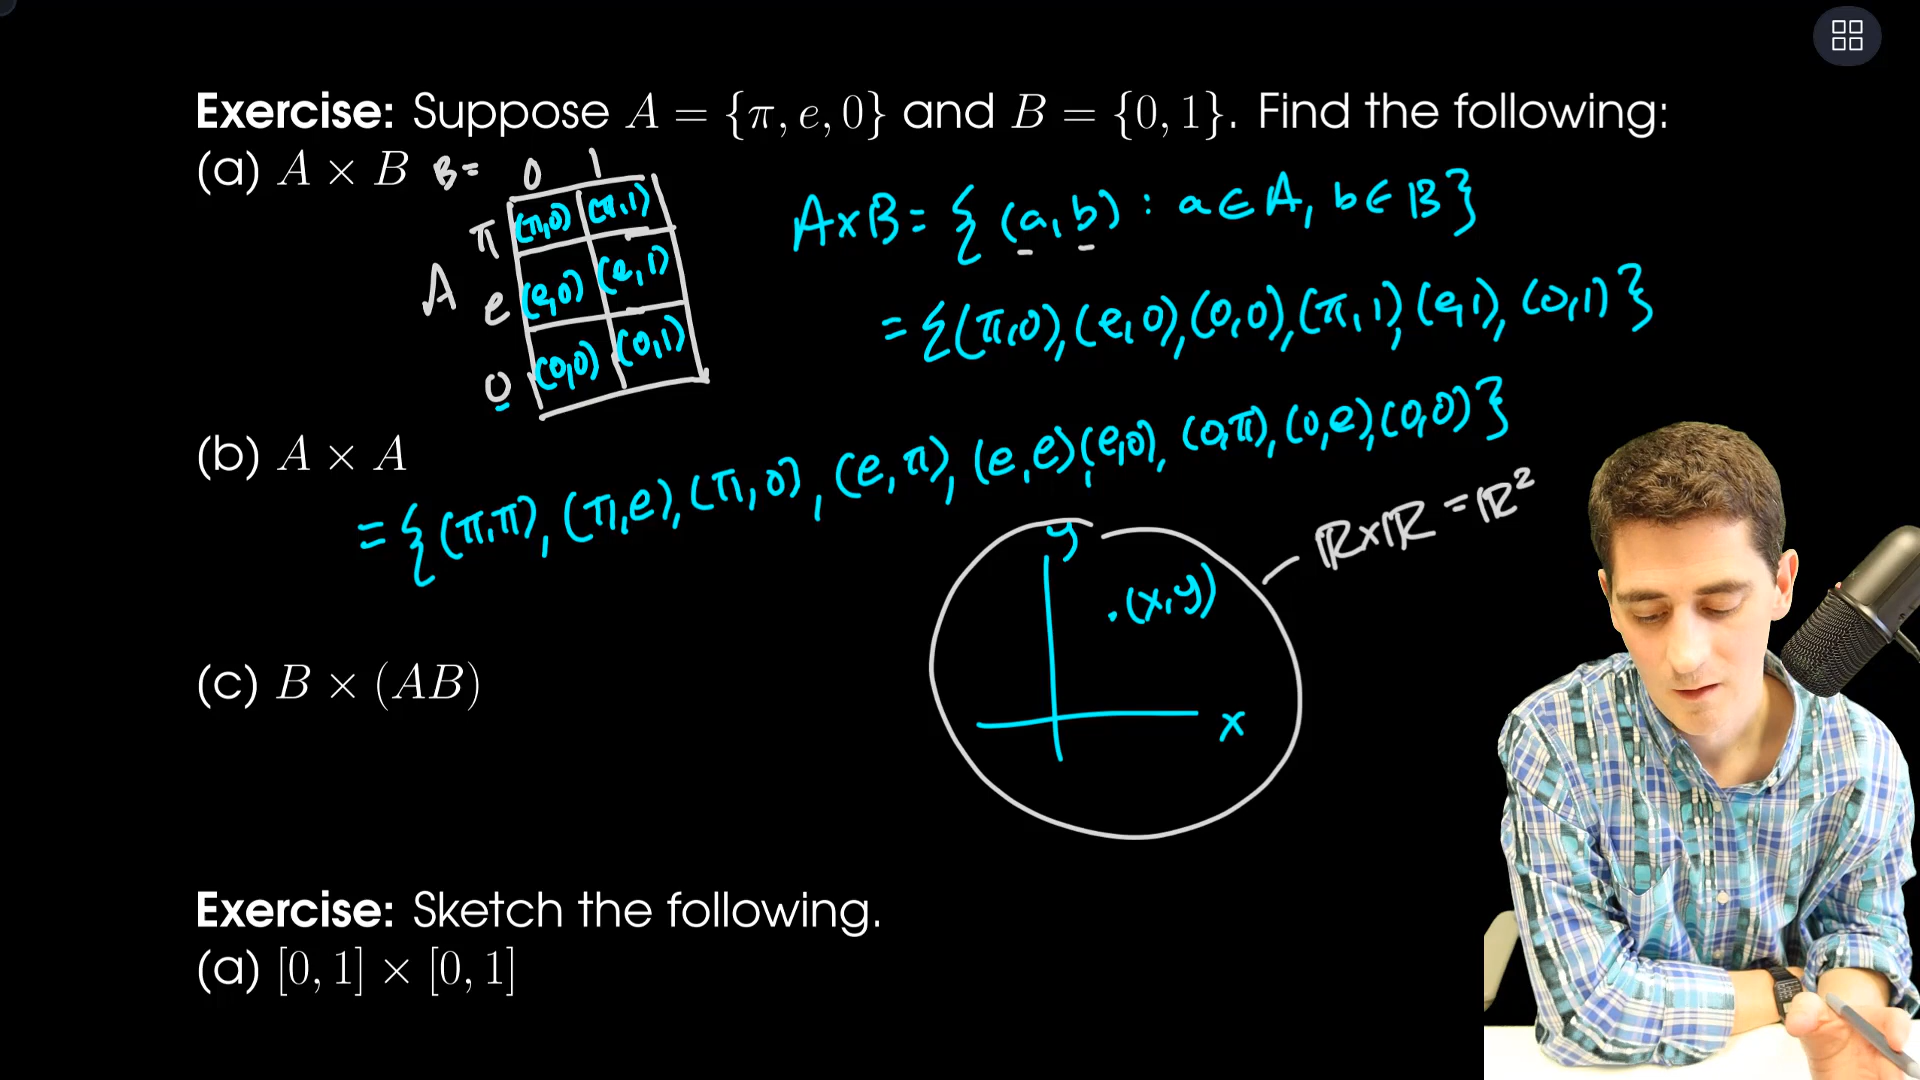 Exercise: Suppose A = {π, e, 0} and B = {0, 1}. Find the following:
(a) A × B
B = 0 1
A
π (π,0) (π,1)
e (e,0) (e,1)
0 (0,0) (0,1)
A×B = { (a,b) : a∈A, b∈B }
= {(π,0),(e,0),(0,0),(π,1),(e,1),(0,1)}
(b) A × A
= {(π,π),(π,e),(π,0),(e,π),(e,e),(e,0),(0,π),(0,e),(0,0)}
y
.(x,y)
x
ℝ×ℝ = ℝ²
(c) B × (AB)
Exercise: Sketch the following.
(a) [0, 1] × [0, 1]